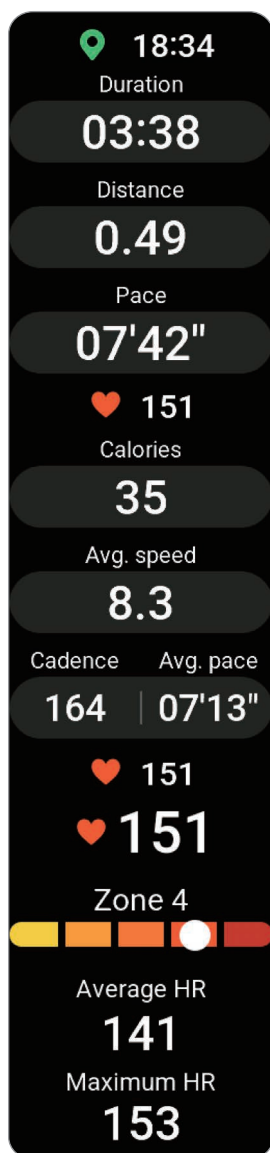 18:34
Duration
03:38
Distance
0.49
Pace
07'42"
151
Calories
35
Avg. speed
8.3
Cadence Avg. pace
164 07'13"
151
151
Zone 4
Average HR
141
Maximum HR
153